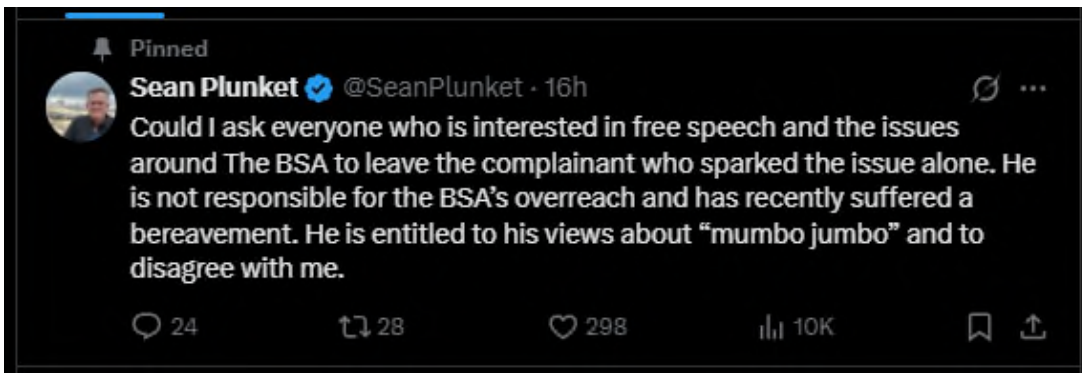 Pinned
Sean Plunket @SeanPlunket · 16h
Could I ask everyone who is interested in free speech and the issues
around The BSA to leave the complainant who sparked the issue alone. He
is not responsible for the BSA’s overreach and has recently suffered a
bereavement. He is entitled to his views about “mumbo jumbo” and to
disagree with me.
24 28 298 10K